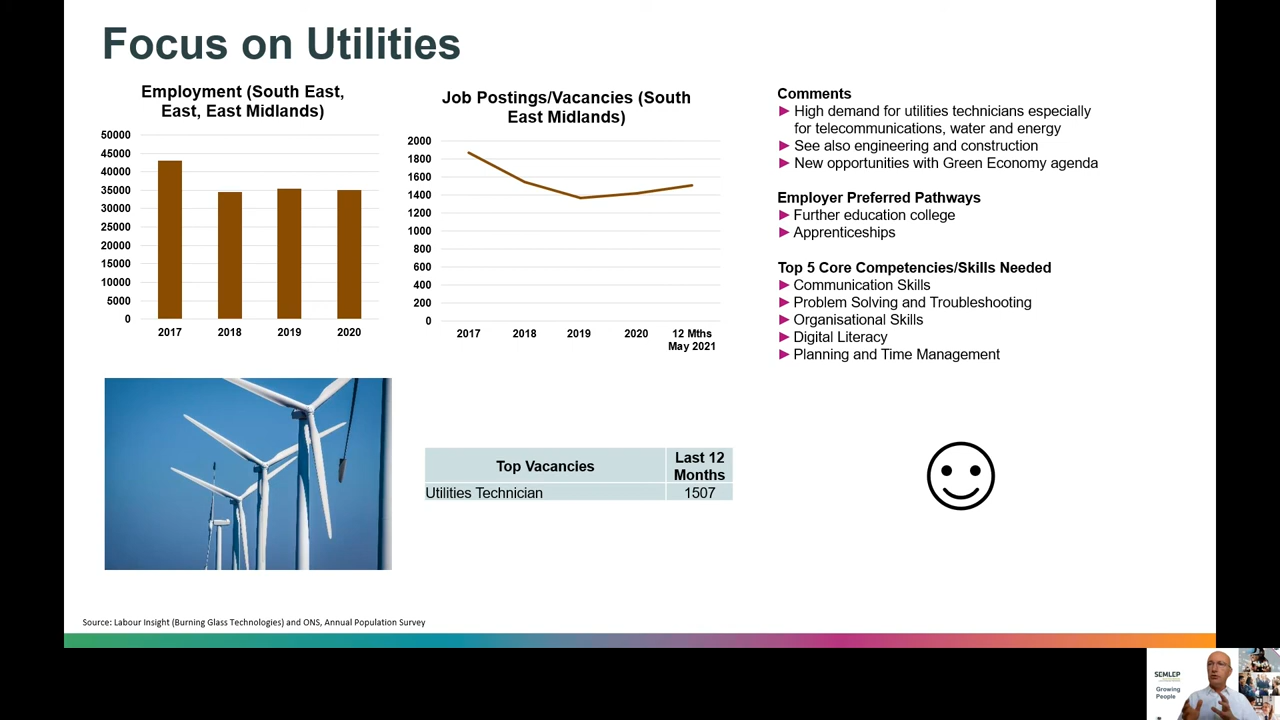 Focus on Utilities
Employment (South East,
East, East Midlands)
50000
45000
40000
35000
30000
25000
20000
15000
10000
5000
0
2017 2018 2019 2020
Job Postings/Vacancies (South
East Midlands)
2000
1800
1600
1400
1200
1000
800
600
400
200
0
2017 2018 2019 2020 12 Mths
May 2021
Comments
High demand for utilities technicians especially
for telecommunications, water and energy
See also engineering and construction
New opportunities with Green Economy agenda
Employer Preferred Pathways
Further education college
Apprenticeships
Top 5 Core Competencies/Skills Needed
Communication Skills
Problem Solving and Troubleshooting
Organisational Skills
Digital Literacy
Planning and Time Management
Top Vacancies Last 12
Months
Utilities Technician 1507
Source: Labour Insight (Burning Glass Technologies) and ONS, Annual Population Survey
SEMLEP
Growing
People